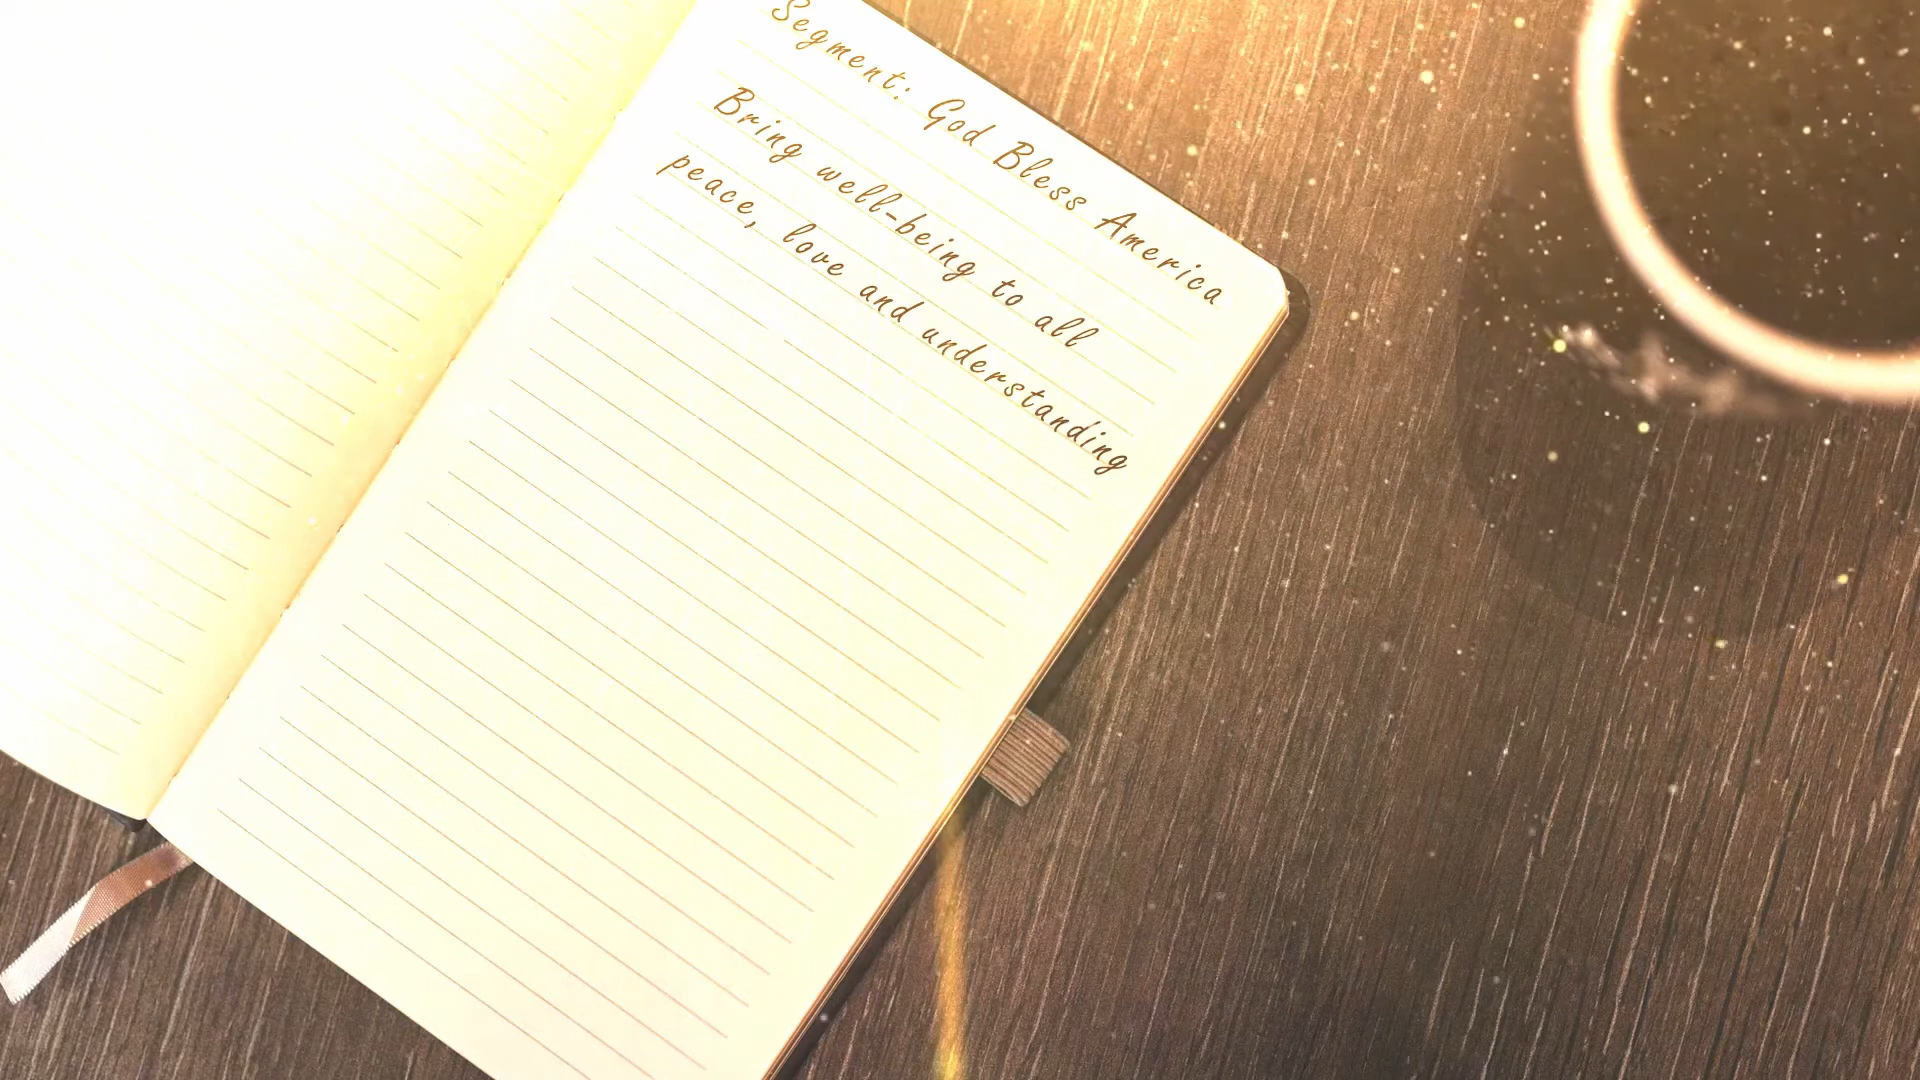 Segment: God Bless America
Bring well-being to all
peace, love and understanding